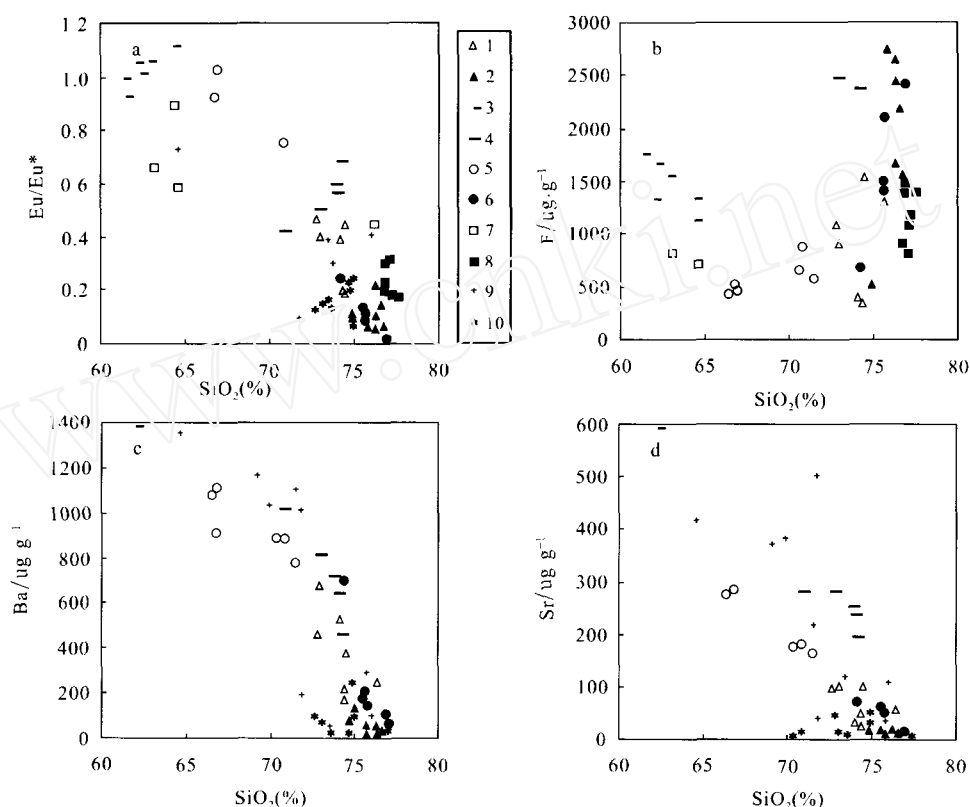 a
1.2
1.0
0.8
0.6
0.4
0.2
0
Eu/Eu*
60 65 70 75 80
SiO₂(%)
1
2
3
4
5
6
7
8
9
10
b
3000
2500
2000
1500
1000
500
0
F/ug·g⁻¹
60 65 70 75 80
SiO₂(%)
c
1400
1200
1000
800
600
400
200
0
Ba/ug g⁻¹
60 65 70 75 80
SiO₂(%)
d
600
500
400
300
200
100
0
Sr/ug g⁻¹
60 65 70 75 80
SiO₂(%)
www.cnki.net